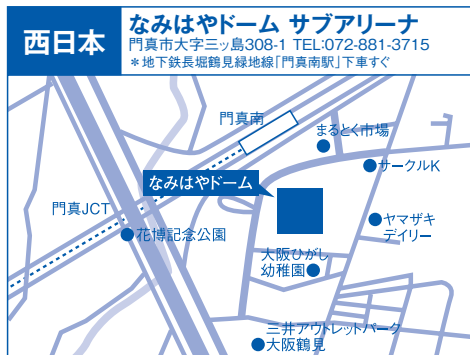 西日本
なみはやドーム サブアリーナ
門真市大字三ッ島308-1 TEL:072-881-3715
＊地下鉄長堀鶴見緑地線「門真南駅」下車すぐ
門真南
まるとく市場
サークルK
なみはやドーム
門真JCT
花博記念公園
ヤマザキ
デイリー
大阪ひがし
幼稚園
三井アウトレットパーク
大阪鶴見